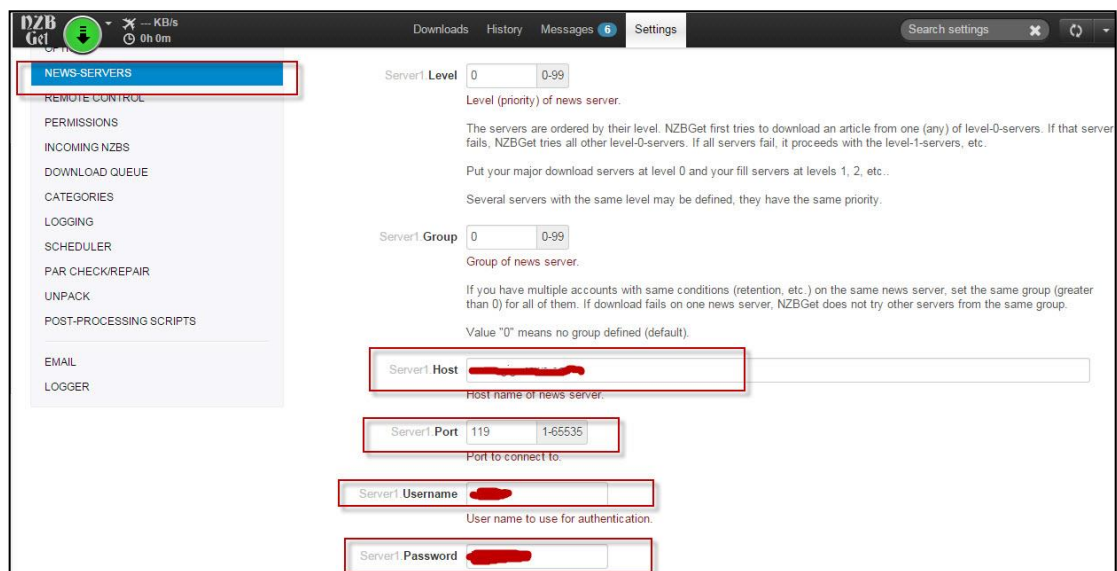 NZB Get
--- KB/s
0h 0m
Downloads History Messages 6 Settings
Search settings
NEWS-SERVERS
REMOTE CONTROL
PERMISSIONS
INCOMING NZBS
DOWNLOAD QUEUE
CATEGORIES
LOGGING
SCHEDULER
PAR CHECK/REPAIR
UNPACK
POST-PROCESSING SCRIPTS
EMAIL
LOGGER
Server1.Level 0 0-99
Level (priority) of news server.
The servers are ordered by their level. NZBGet first tries to download an article from one (any) of level-0-servers. If that server
fails, NZBGet tries all other level-0-servers. If all servers fail, it proceeds with the level-1-servers, etc.
Put your major download servers at level 0 and your fill servers at levels 1, 2, etc..
Several servers with the same level may be defined, they have the same priority.
Server1.Group 0 0-99
Group of news server.
If you have multiple accounts with same conditions (retention, etc.) on the same news server, set the same group (greater
than 0) for all of them. If download fails on one news server, NZBGet does not try other servers from the same group.
Value "0" means no group defined (default).
Server1.Host
Host name of news server.
Server1.Port 119 1-65535
Port to connect to.
Server1.Username
User name to use for authentication.
Server1.Password